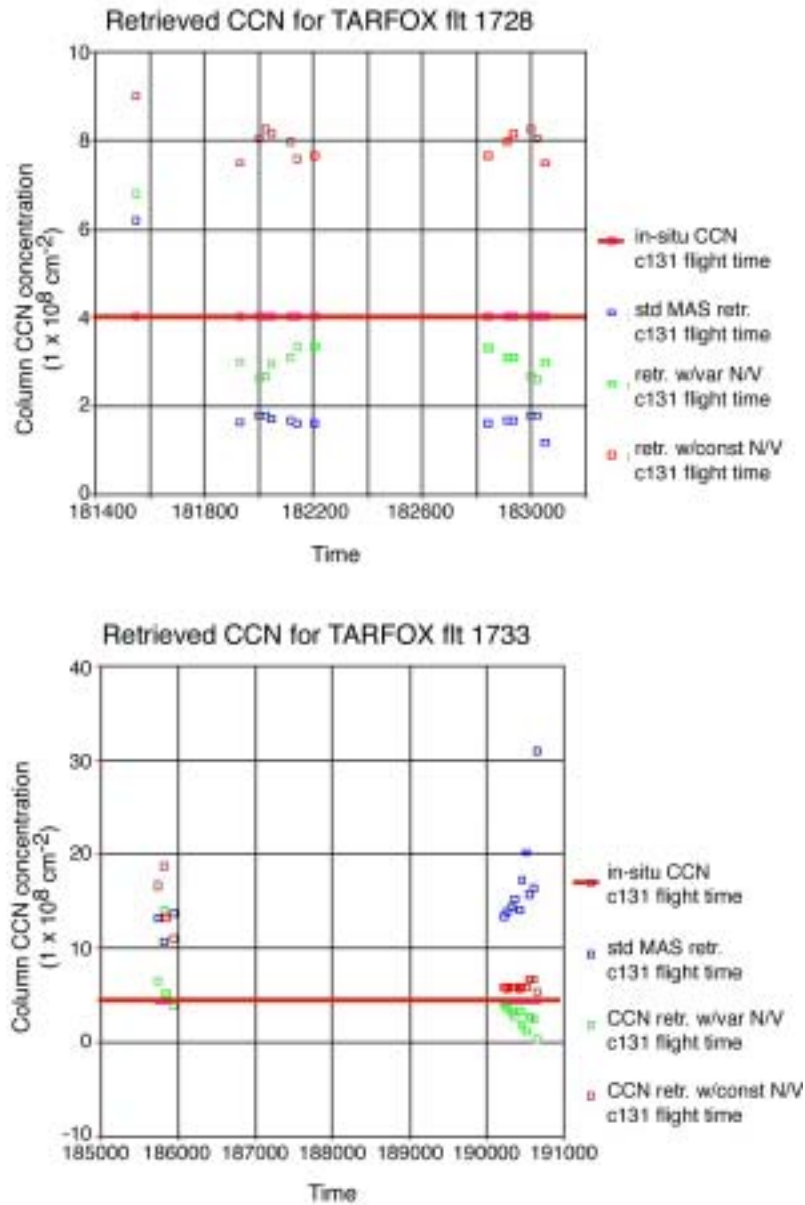 Retrieved CCN for TARFOX flt 1728
10
8
6
4
2
0
Column CCN concentration
(1 x 10⁸ cm⁻²)
181400 181800 182200 182600 183000
Time
in-situ CCN
c131 flight time
std MAS retr.
c131 flight time
retr. w/var N/V
c131 flight time
retr. w/const N/V
c131 flight time
Retrieved CCN for TARFOX flt 1733
40
30
20
10
0
-10
Column CCN concentration
(1 x 10⁸ cm⁻²)
185000 186000 187000 188000 189000 190000 191000
Time
in-situ CCN
c131 flight time
std MAS retr.
c131 flight time
CCN retr. w/var N/V
c131 flight time
CCN retr. w/const N/V
c131 flight time